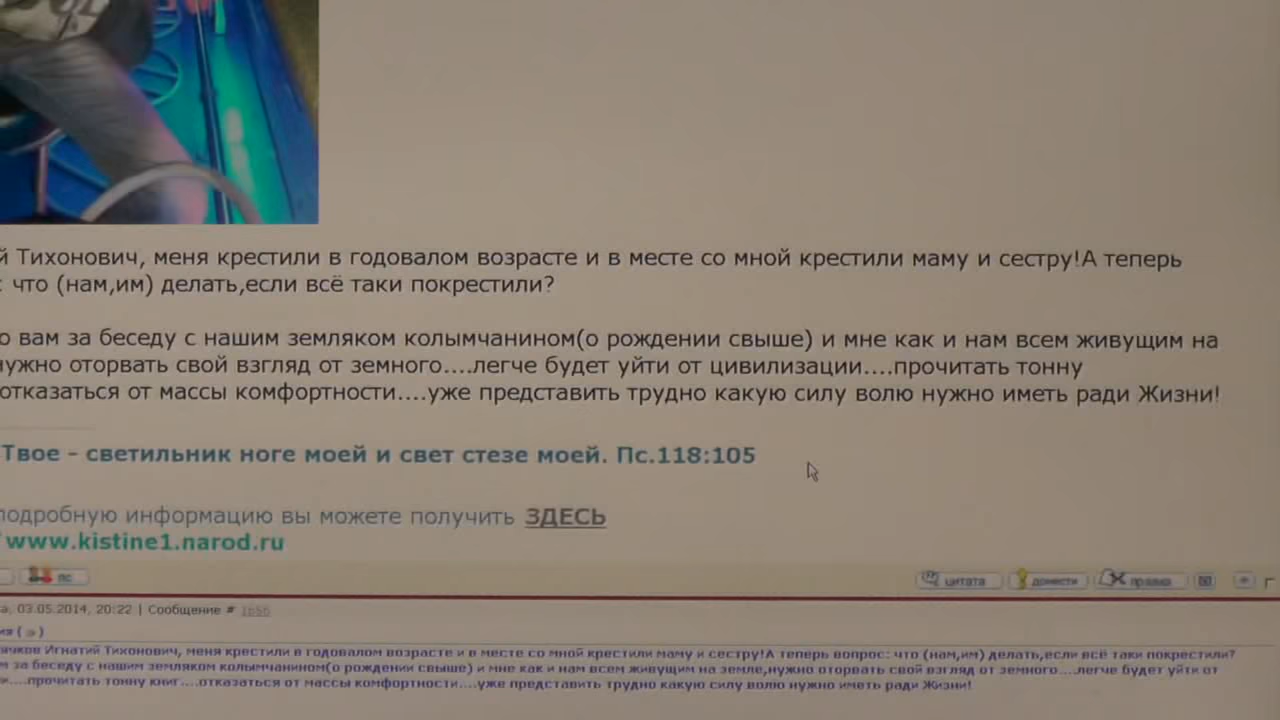 й Тихонович, меня крестили в годовалом возрасте и в месте со мной крестили маму и сестру!А теперь
: что (нам,им) делать,если всё таки покрестили?
о вам за беседу с нашим земляком колымчанином(о рождении свыше) и мне как и нам всем живущим на
нужно оторвать свой взгляд от земного....легче будет уйти от цивилизации....прочитать тонну
отказаться от массы комфортности....уже представить трудно какую силу волю нужно иметь ради Жизни!
Твое - светильник ноге моей и свет стезе моей. Пс.118:105
подробную информацию вы можете получить ЗДЕСЬ
www.kistine1.narod.ru
пс цитата донести правка
а, 03.05.2014, 20:22 | Сообщение #
ия ( )
Игнатий Тихонович, меня крестили в годовалом возрасте и в месте со мной крестили маму и сестру!А теперь вопрос: что (нам,им) делать,если всё таки покрестили?
м за беседу с нашим земляком колымчанином(о рождении свыше) и мне как и нам всем живущим на земле,нужно оторвать свой взгляд от земного....легче будет уйти от
и....прочитать тонну книг....отказаться от массы комфортности....уже представить трудно какую силу волю нужно иметь ради Жизни!